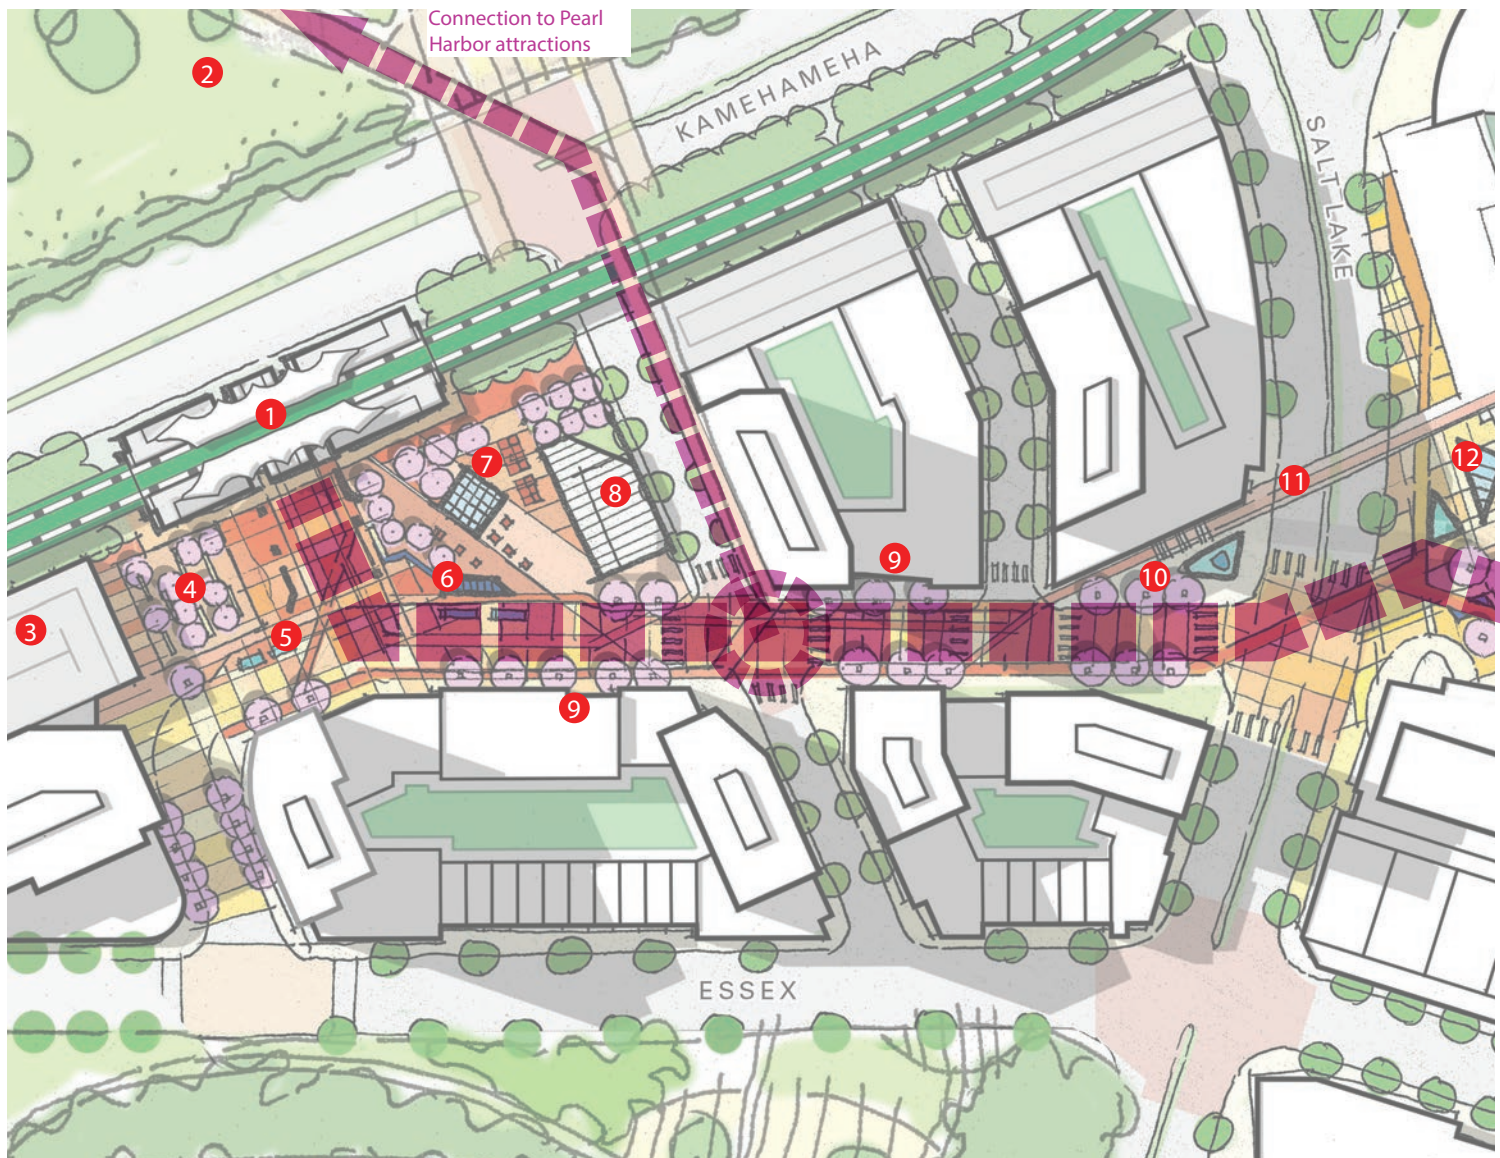 Connection to Pearl
Harbor attractions
2
KAMEHAMEHA
SALT LAKE
1
7
12
8
11
9
6
10
4
3
5
9
ESSEX